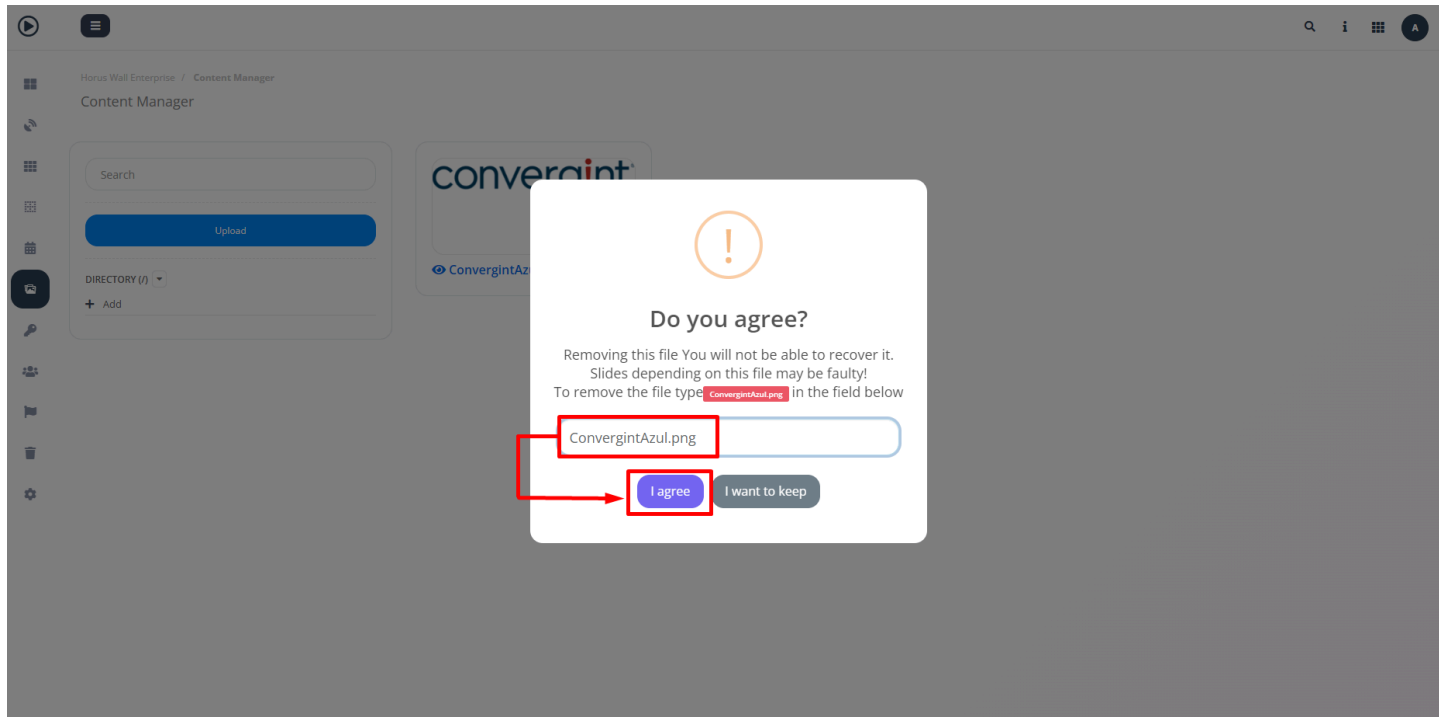 A
Horus Wall Enterprise / Content Manager
Content Manager
Search
Upload
DIRECTORY (/)
+ Add
convergint
ConvergintAz
!
Do you agree?
Removing this file You will not be able to recover it.
Slides depending on this file may be faulty!
To remove the file type ConvergintAzul.png in the field below
ConvergintAzul.png
I agree
I want to keep